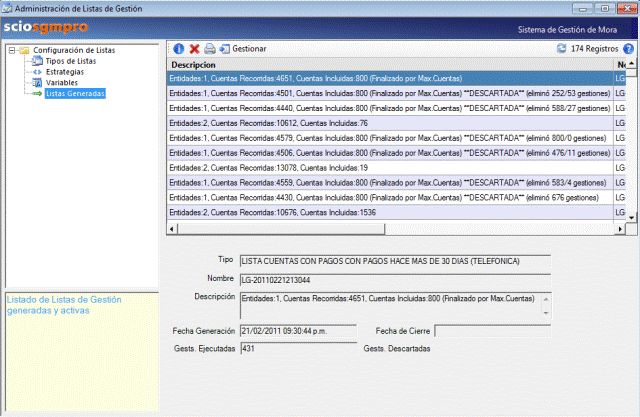 Administración de Listas de Gestión
sciosgmpro
Sistema de Gestión de Mora
Configuración de Listas
Tipos de Listas
Estrategias
Variables
Listas Generadas
Gestionar
174 Registros
Descripcion
Entidades:1, Cuentas Recorridas:4651, Cuentas Incluidas:800 (Finalizado por Max.Cuentas)
LG-
Entidades:1, Cuentas Recorridas:4501, Cuentas Incluidas:800 (Finalizado por Max.Cuentas) **DESCARTADA** (eliminó 252/53 gestiones)
LG-
Entidades:1, Cuentas Recorridas:4440, Cuentas Incluidas:800 (Finalizado por Max.Cuentas) **DESCARTADA** (eliminó 588/27 gestiones)
LG-
Entidades:2, Cuentas Recorridas:10612, Cuentas Incluidas:76
LG-
Entidades:1, Cuentas Recorridas:4579, Cuentas Incluidas:800 (Finalizado por Max.Cuentas) **DESCARTADA** (eliminó 800/0 gestiones)
LG-
Entidades:1, Cuentas Recorridas:4506, Cuentas Incluidas:800 (Finalizado por Max.Cuentas) **DESCARTADA** (eliminó 476/11 gestiones)
LG-
Entidades:2, Cuentas Recorridas:13078, Cuentas Incluidas:19
LG-
Entidades:1, Cuentas Recorridas:4559, Cuentas Incluidas:800 (Finalizado por Max.Cuentas) **DESCARTADA** (eliminó 583/4 gestiones)
LG-
Entidades:1, Cuentas Recorridas:4430, Cuentas Incluidas:800 (Finalizado por Max.Cuentas) **DESCARTADA** (eliminó 676 gestiones)
LG-
Entidades:2, Cuentas Recorridas:10676, Cuentas Incluidas:1536
LG-
Tipo
LISTA CUENTAS CON PAGOS CON PAGOS HACE MAS DE 30 DIAS (TELEFONICA)
Nombre
LG-20110221213044
Descripción
Entidades:1, Cuentas Recorridas:4651, Cuentas Incluidas:800 (Finalizado por Max.Cuentas)
Fecha Generación
21/02/2011 09:30:44 p.m.
Fecha de Cierre
Gests. Ejecutadas
431
Gests. Descartadas
Listado de Listas de Gestión
generadas y activas